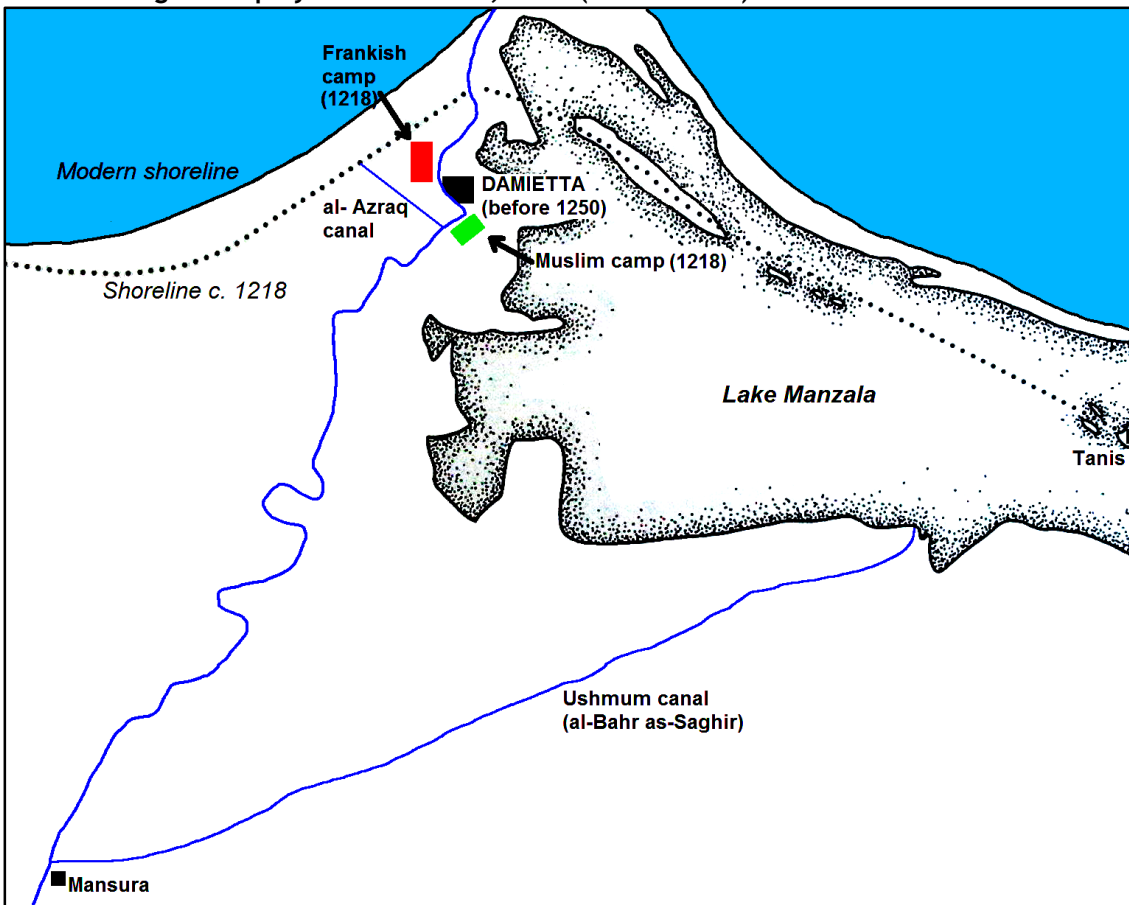 Frankish
camp
(1218)
Modern shoreline
DAMIETTA
(before 1250)
al- Azraq
canal
Muslim camp (1218)
Shoreline c. 1218
Lake Manzala
Tanis
Ushmum canal
(al-Bahr as-Saghir)
Mansura